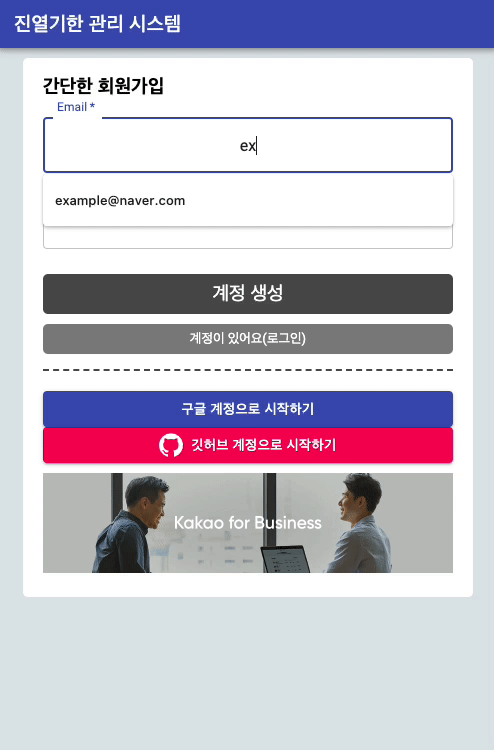 진열기한 관리 시스템
간단한 회원가입
Email *
ex
example@naver.com
계정 생성
계정이 있어요(로그인)
구글 계정으로 시작하기
깃허브 계정으로 시작하기
Kakao for Business